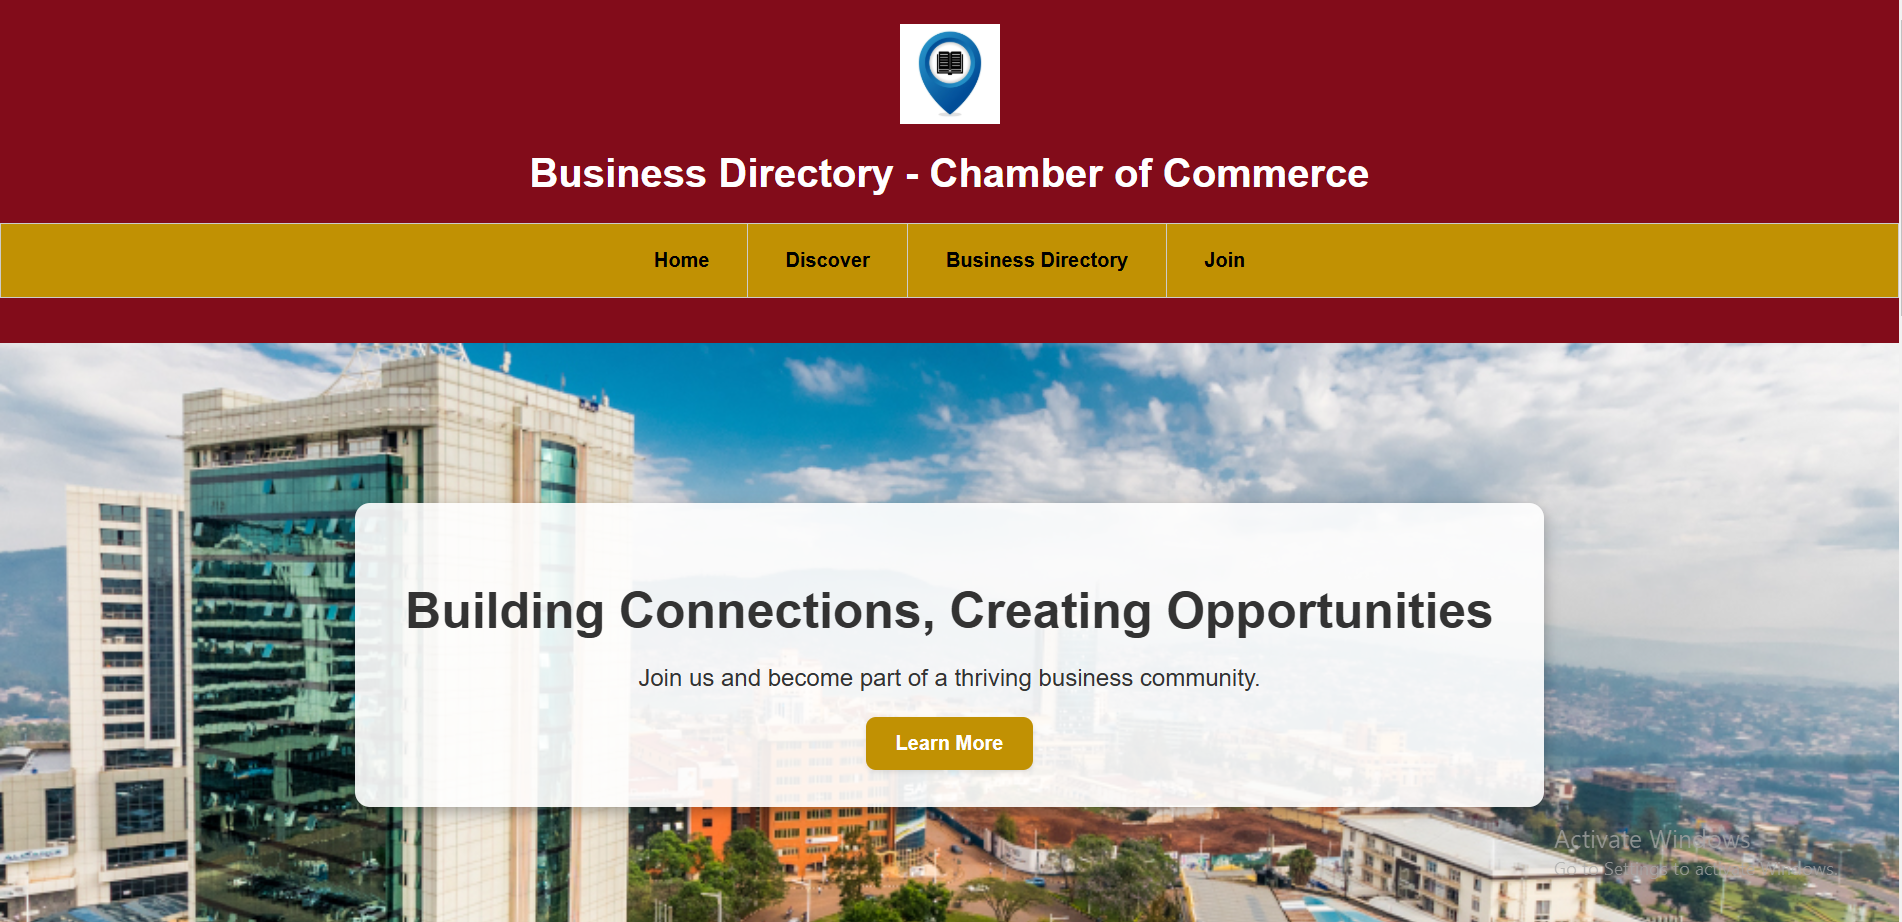 Business Directory - Chamber of Commerce
Home
Discover
Business Directory
Join
Building Connections, Creating Opportunities
Join us and become part of a thriving business community.
Learn More
Activate Windows
Go to Settings to activate Windows.